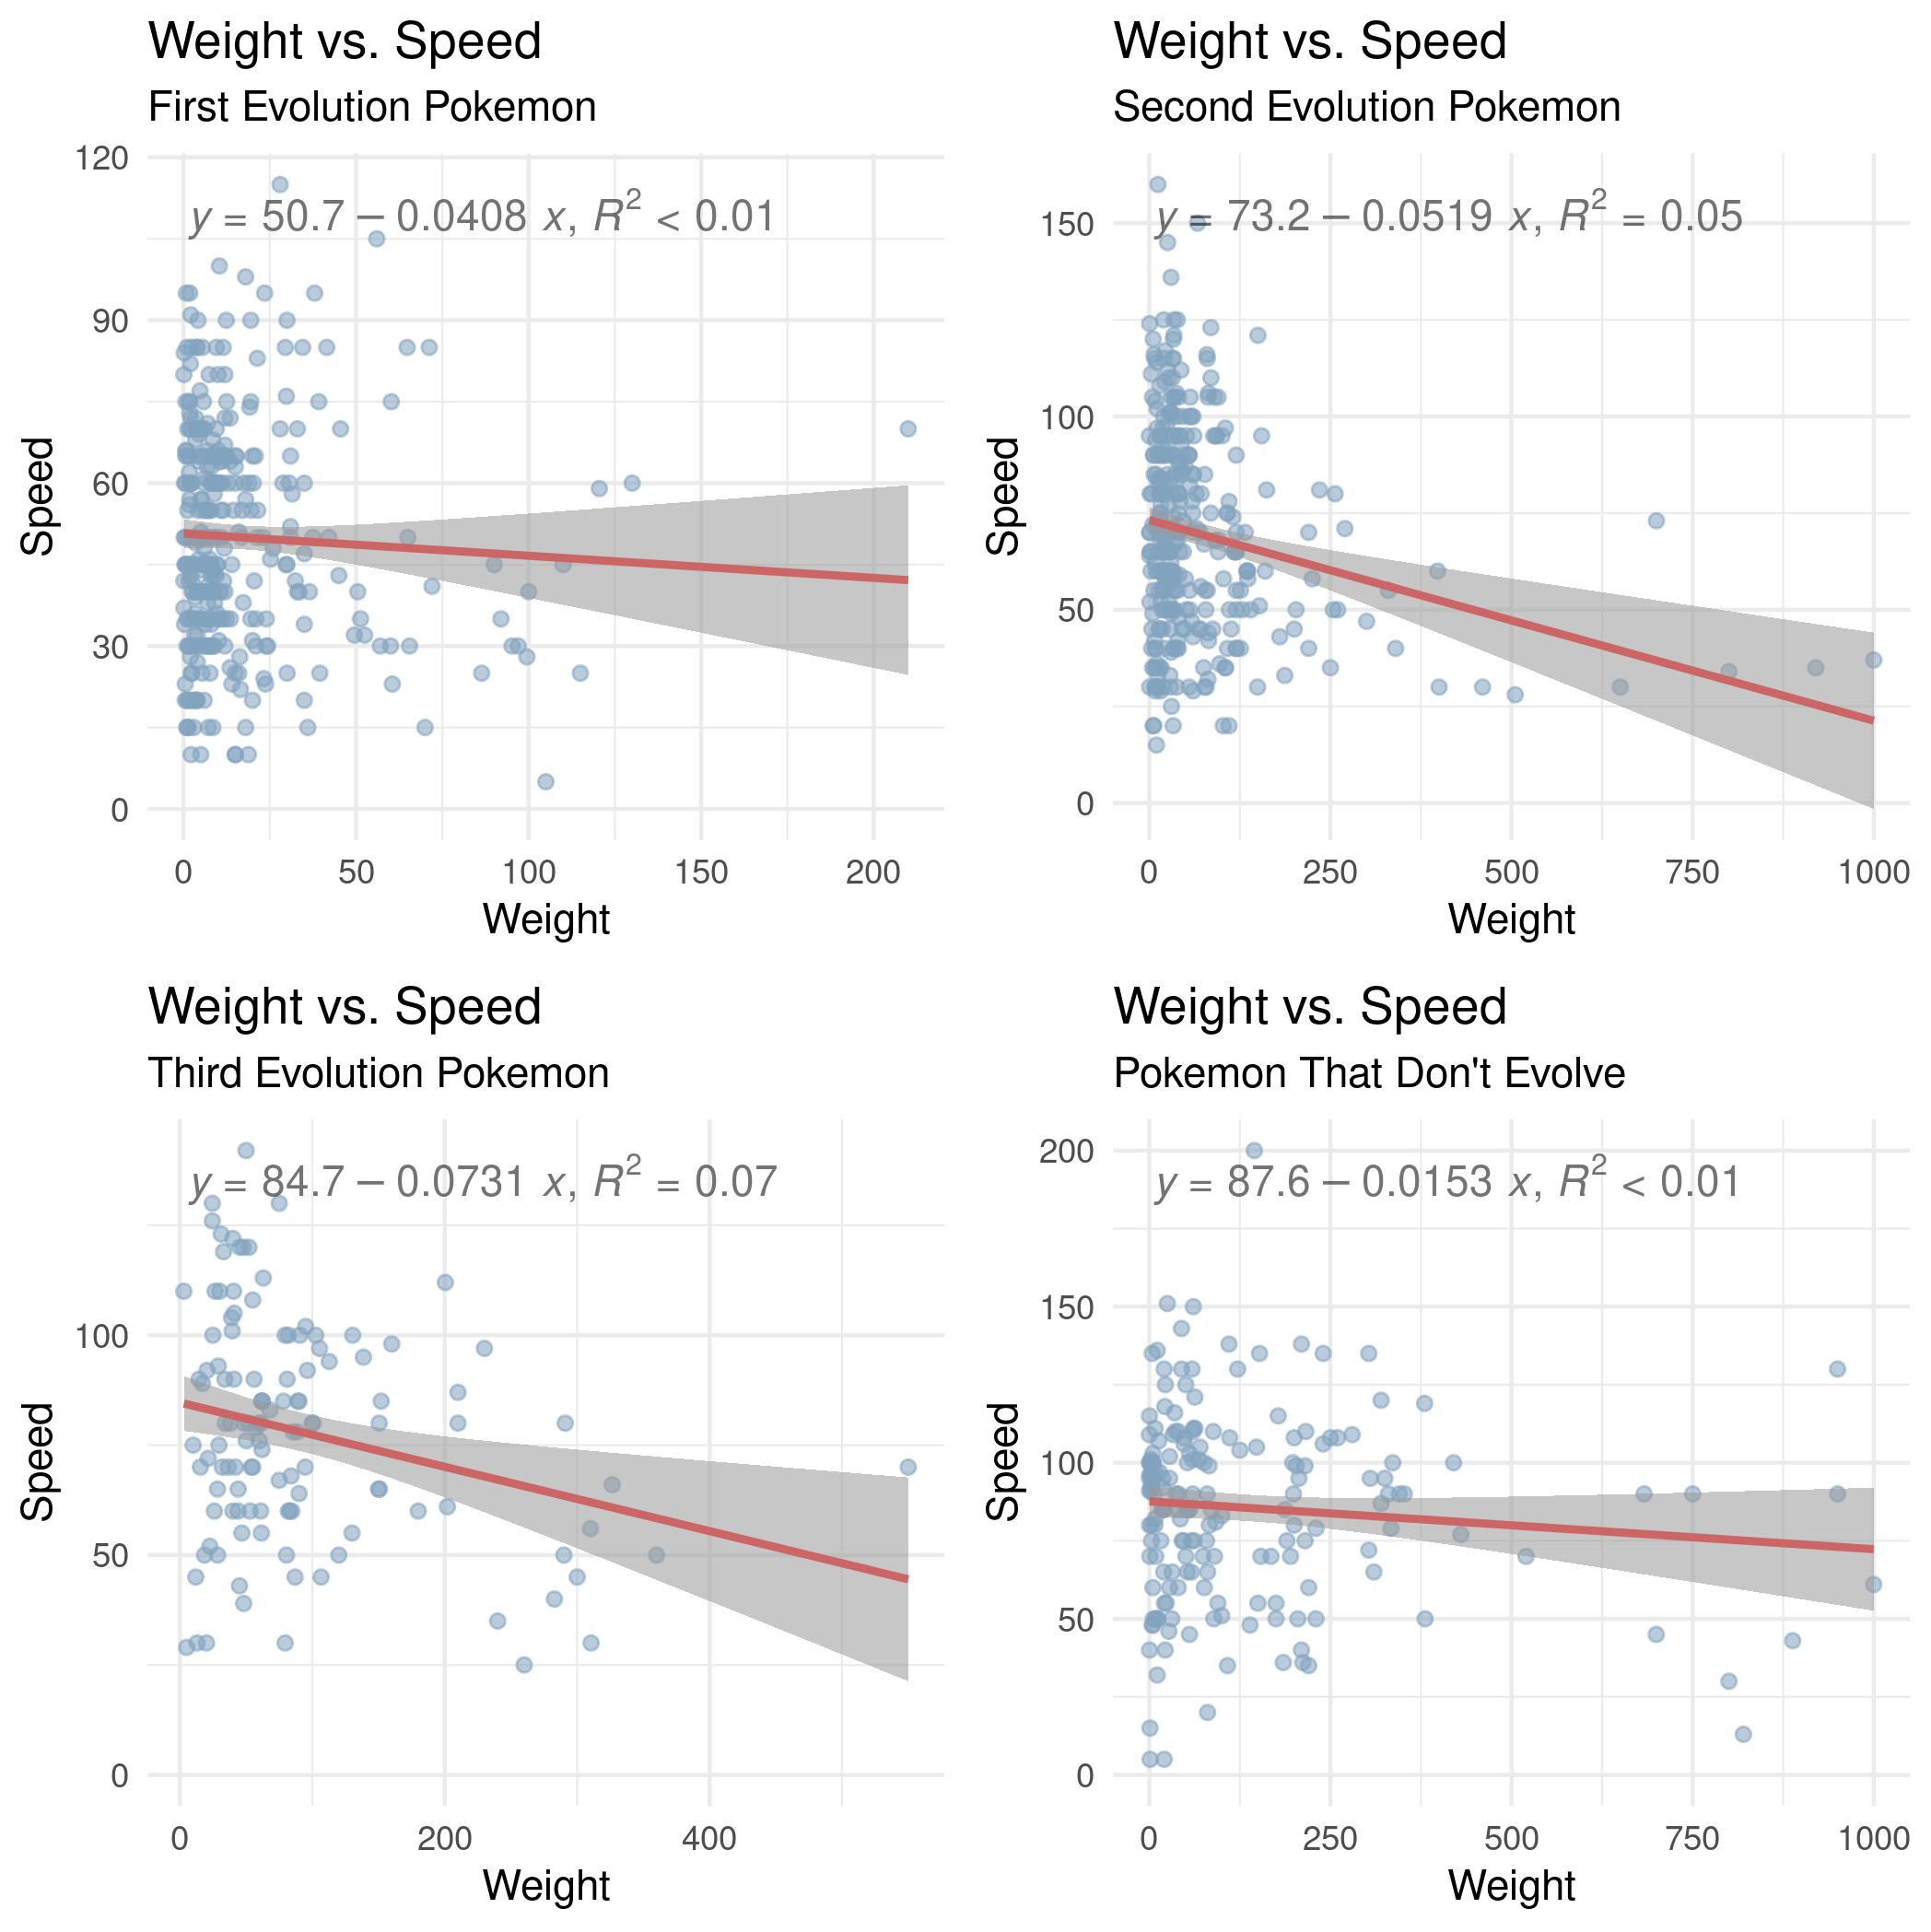 Weight vs. Speed
First Evolution Pokemon
y = 50.7 − 0.0408 x, R² < 0.01
120
90
60
30
0
Speed
0 50 100 150 200
Weight
Weight vs. Speed
Second Evolution Pokemon
y = 73.2 − 0.0519 x, R² = 0.05
150
100
50
0
Speed
0 250 500 750 1000
Weight
Weight vs. Speed
Third Evolution Pokemon
y = 84.7 − 0.0731 x, R² = 0.07
100
50
0
Speed
0 200 400
Weight
Weight vs. Speed
Pokemon That Don't Evolve
y = 87.6 − 0.0153 x, R² < 0.01
200
150
100
50
0
Speed
0 250 500 750 1000
Weight